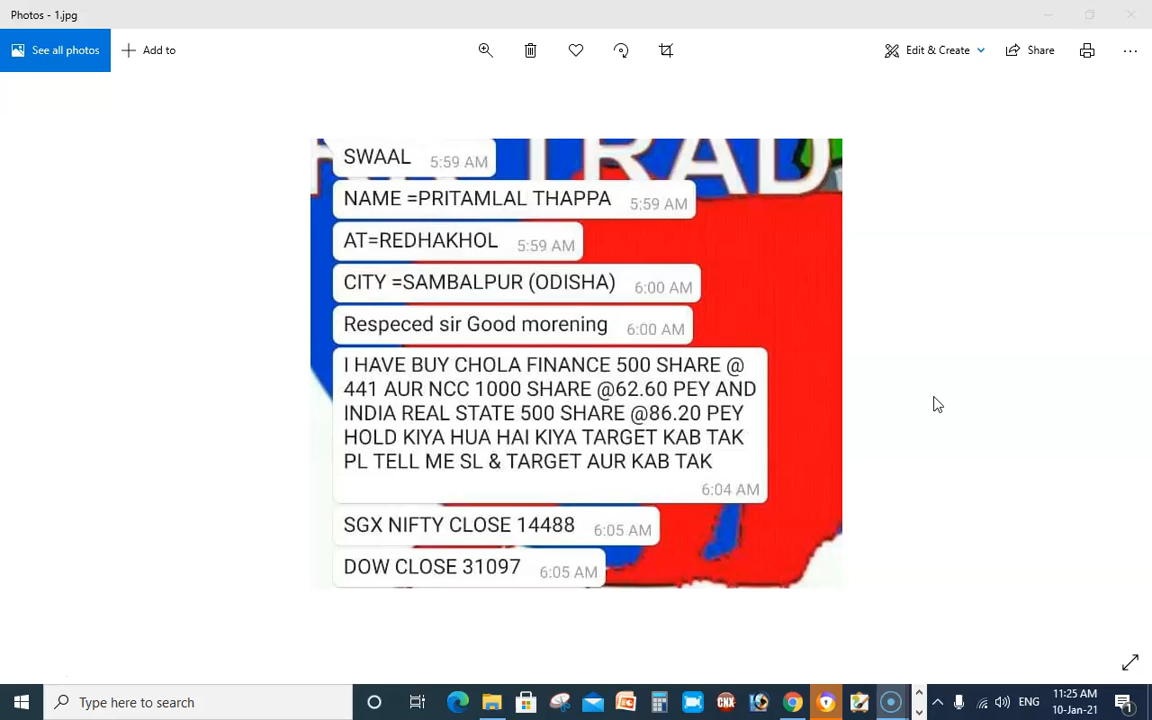 Photos - 1.jpg
See all photos
Add to
Edit & Create
Share
TRAD
SWAAL 5:59 AM
NAME =PRITAMLAL THAPPA 5:59 AM
AT=REDHAKHOL 5:59 AM
CITY =SAMBALPUR (ODISHA) 6:00 AM
Respeced sir Good morening 6:00 AM
I HAVE BUY CHOLA FINANCE 500 SHARE @
441 AUR NCC 1000 SHARE @62.60 PEY AND
INDIA REAL STATE 500 SHARE @86.20 PEY
HOLD KIYA HUA HAI KIYA TARGET KAB TAK
PL TELL ME SL & TARGET AUR KAB TAK
6:04 AM
SGX NIFTY CLOSE 14488 6:05 AM
DOW CLOSE 31097 6:05 AM
Type here to search
CNX
ENG
11:25 AM
10-Jan-21
1